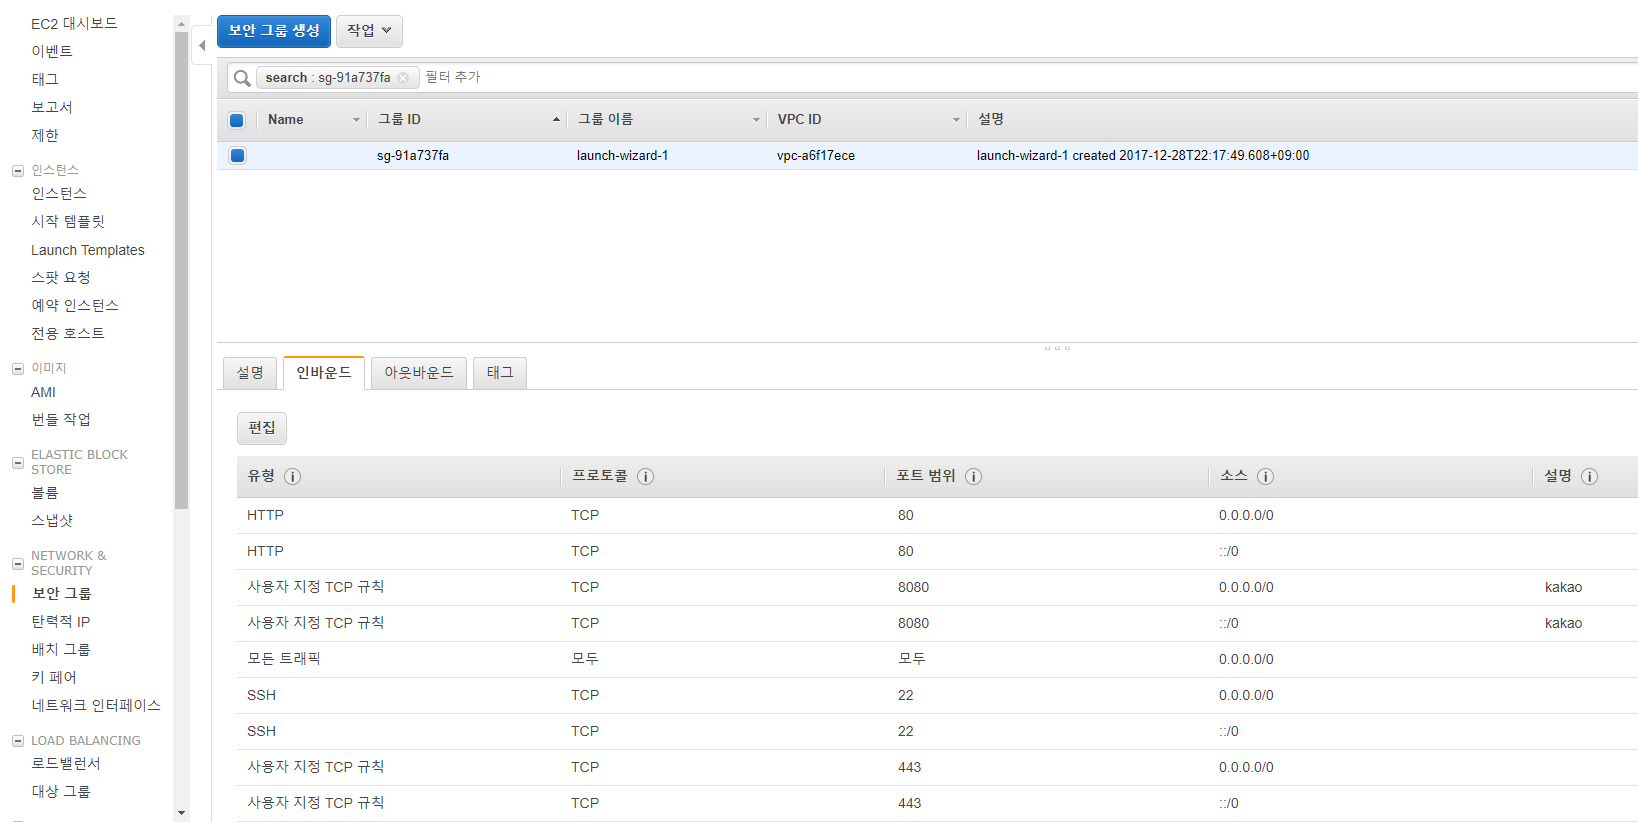 EC2 대시보드
이벤트
태그
보고서
제한
인스턴스
인스턴스
시작 템플릿
Launch Templates
스팟 요청
예약 인스턴스
전용 호스트
이미지
AMI
번들 작업
ELASTIC BLOCK
STORE
볼륨
스냅샷
NETWORK &
SECURITY
보안 그룹
탄력적 IP
배치 그룹
키 페어
네트워크 인터페이스
LOAD BALANCING
로드밸런서
대상 그룹
보안 그룹 생성 작업
search : sg-91a737fa 필터 추가
Name 그룹 ID 그룹 이름 VPC ID 설명
sg-91a737fa launch-wizard-1 vpc-a6f17ece launch-wizard-1 created 2017-12-28T22:17:49.608+09:00
설명 인바운드 아웃바운드 태그
편집
유형 프로토콜 포트 범위 소스 설명
HTTP TCP 80 0.0.0.0/0
HTTP TCP 80 ::/0
사용자 지정 TCP 규칙 TCP 8080 0.0.0.0/0 kakao
사용자 지정 TCP 규칙 TCP 8080 ::/0 kakao
모든 트래픽 모두 모두 0.0.0.0/0
SSH TCP 22 0.0.0.0/0
SSH TCP 22 ::/0
사용자 지정 TCP 규칙 TCP 443 0.0.0.0/0
사용자 지정 TCP 규칙 TCP 443 ::/0